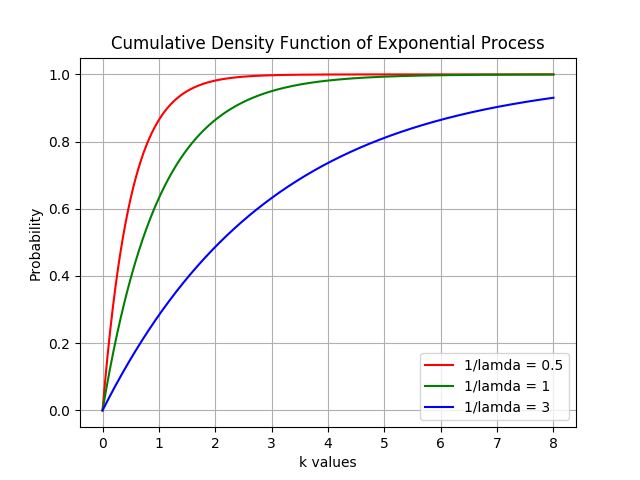 Cumulative Density Function of Exponential Process
1.0
0.8
0.6
0.4
0.2
0.0
Probability
0 1 2 3 4 5 6 7 8
k values
1/lamda = 0.5
1/lamda = 1
1/lamda = 3